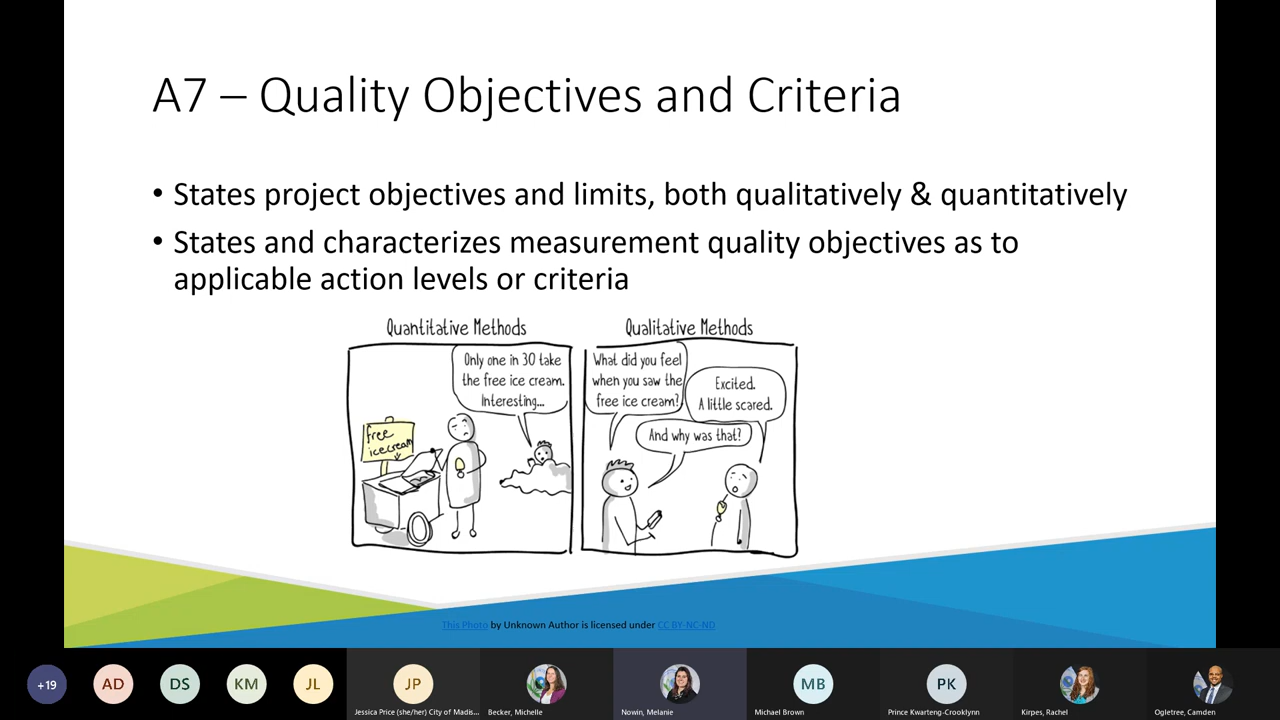 A7 – Quality Objectives and Criteria
• States project objectives and limits, both qualitatively & quantitatively
• States and characterizes measurement quality objectives as to
applicable action levels or criteria
Quantitative Methods
Only one in 30 take
the free ice cream.
Interesting...
free
icecream
Qualitative Methods
What did you feel
when you saw the
free ice cream?
Excited.
A little scared.
And why was that?
This Photo by Unknown Author is licensed under CC BY-NC-ND
+19
AD
DS
KM
JL
JP
MB
PK
Jessica Price (she/her) City of Madis...
Becker, Michelle
Nowin, Melanie
Michael Brown
Prince Kwarteng-Crooklynn
Kirpes, Rachel
Ogletree, Camden